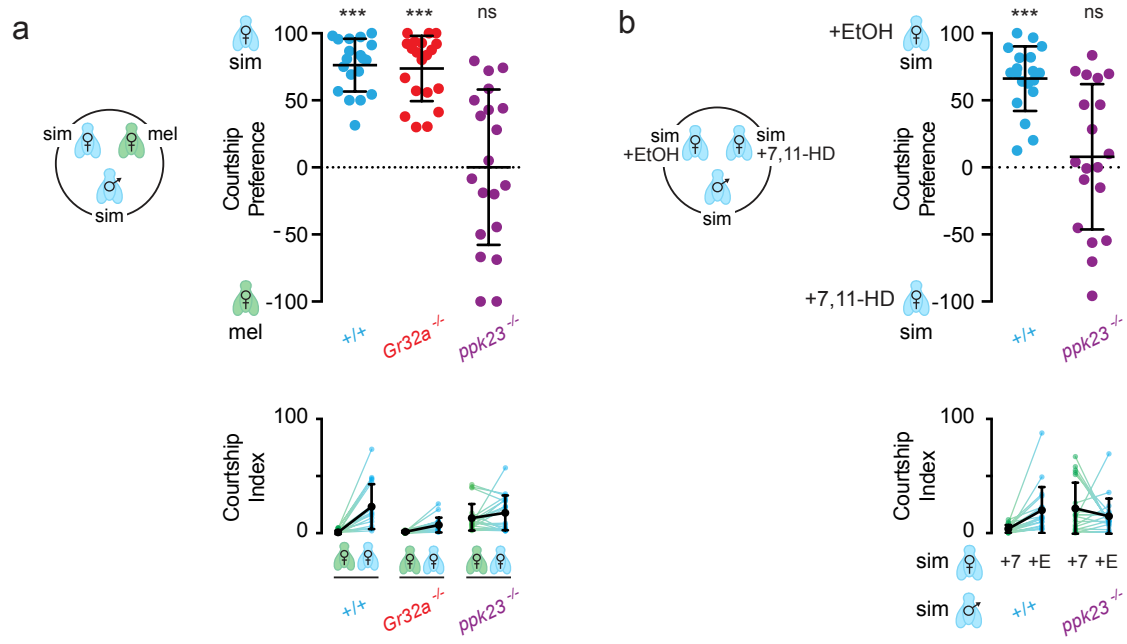 a
sim
mel
sim
sim
mel
Courtship
Preference
100
50
0
-50
-100
***
***
ns
+/+
Gr32a -/-
ppk23 -/-
Courtship
Index
100
0
+/+
Gr32a -/-
ppk23 -/-
b
sim
+EtOH
sim
+7,11-HD
sim
+EtOH
sim
+7,11-HD
sim
Courtship
Preference
100
50
0
-50
-100
***
ns
+/+
ppk23 -/-
Courtship
Index
100
0
sim ♀ +7 +E +7 +E
sim ♂ +/+ ppk23 -/-